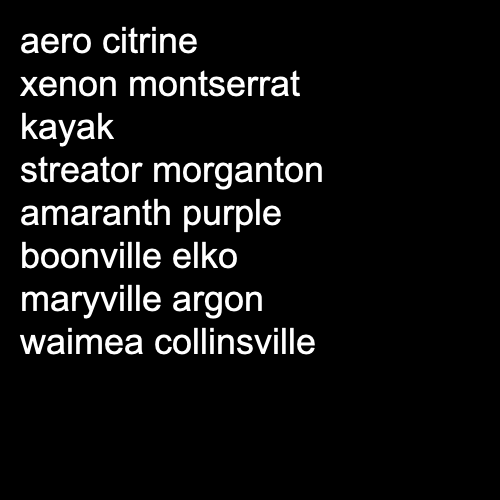 aero citrine
xenon montserrat
kayak
streator morganton
amaranth purple
boonville elko
maryville argon
waimea collinsville